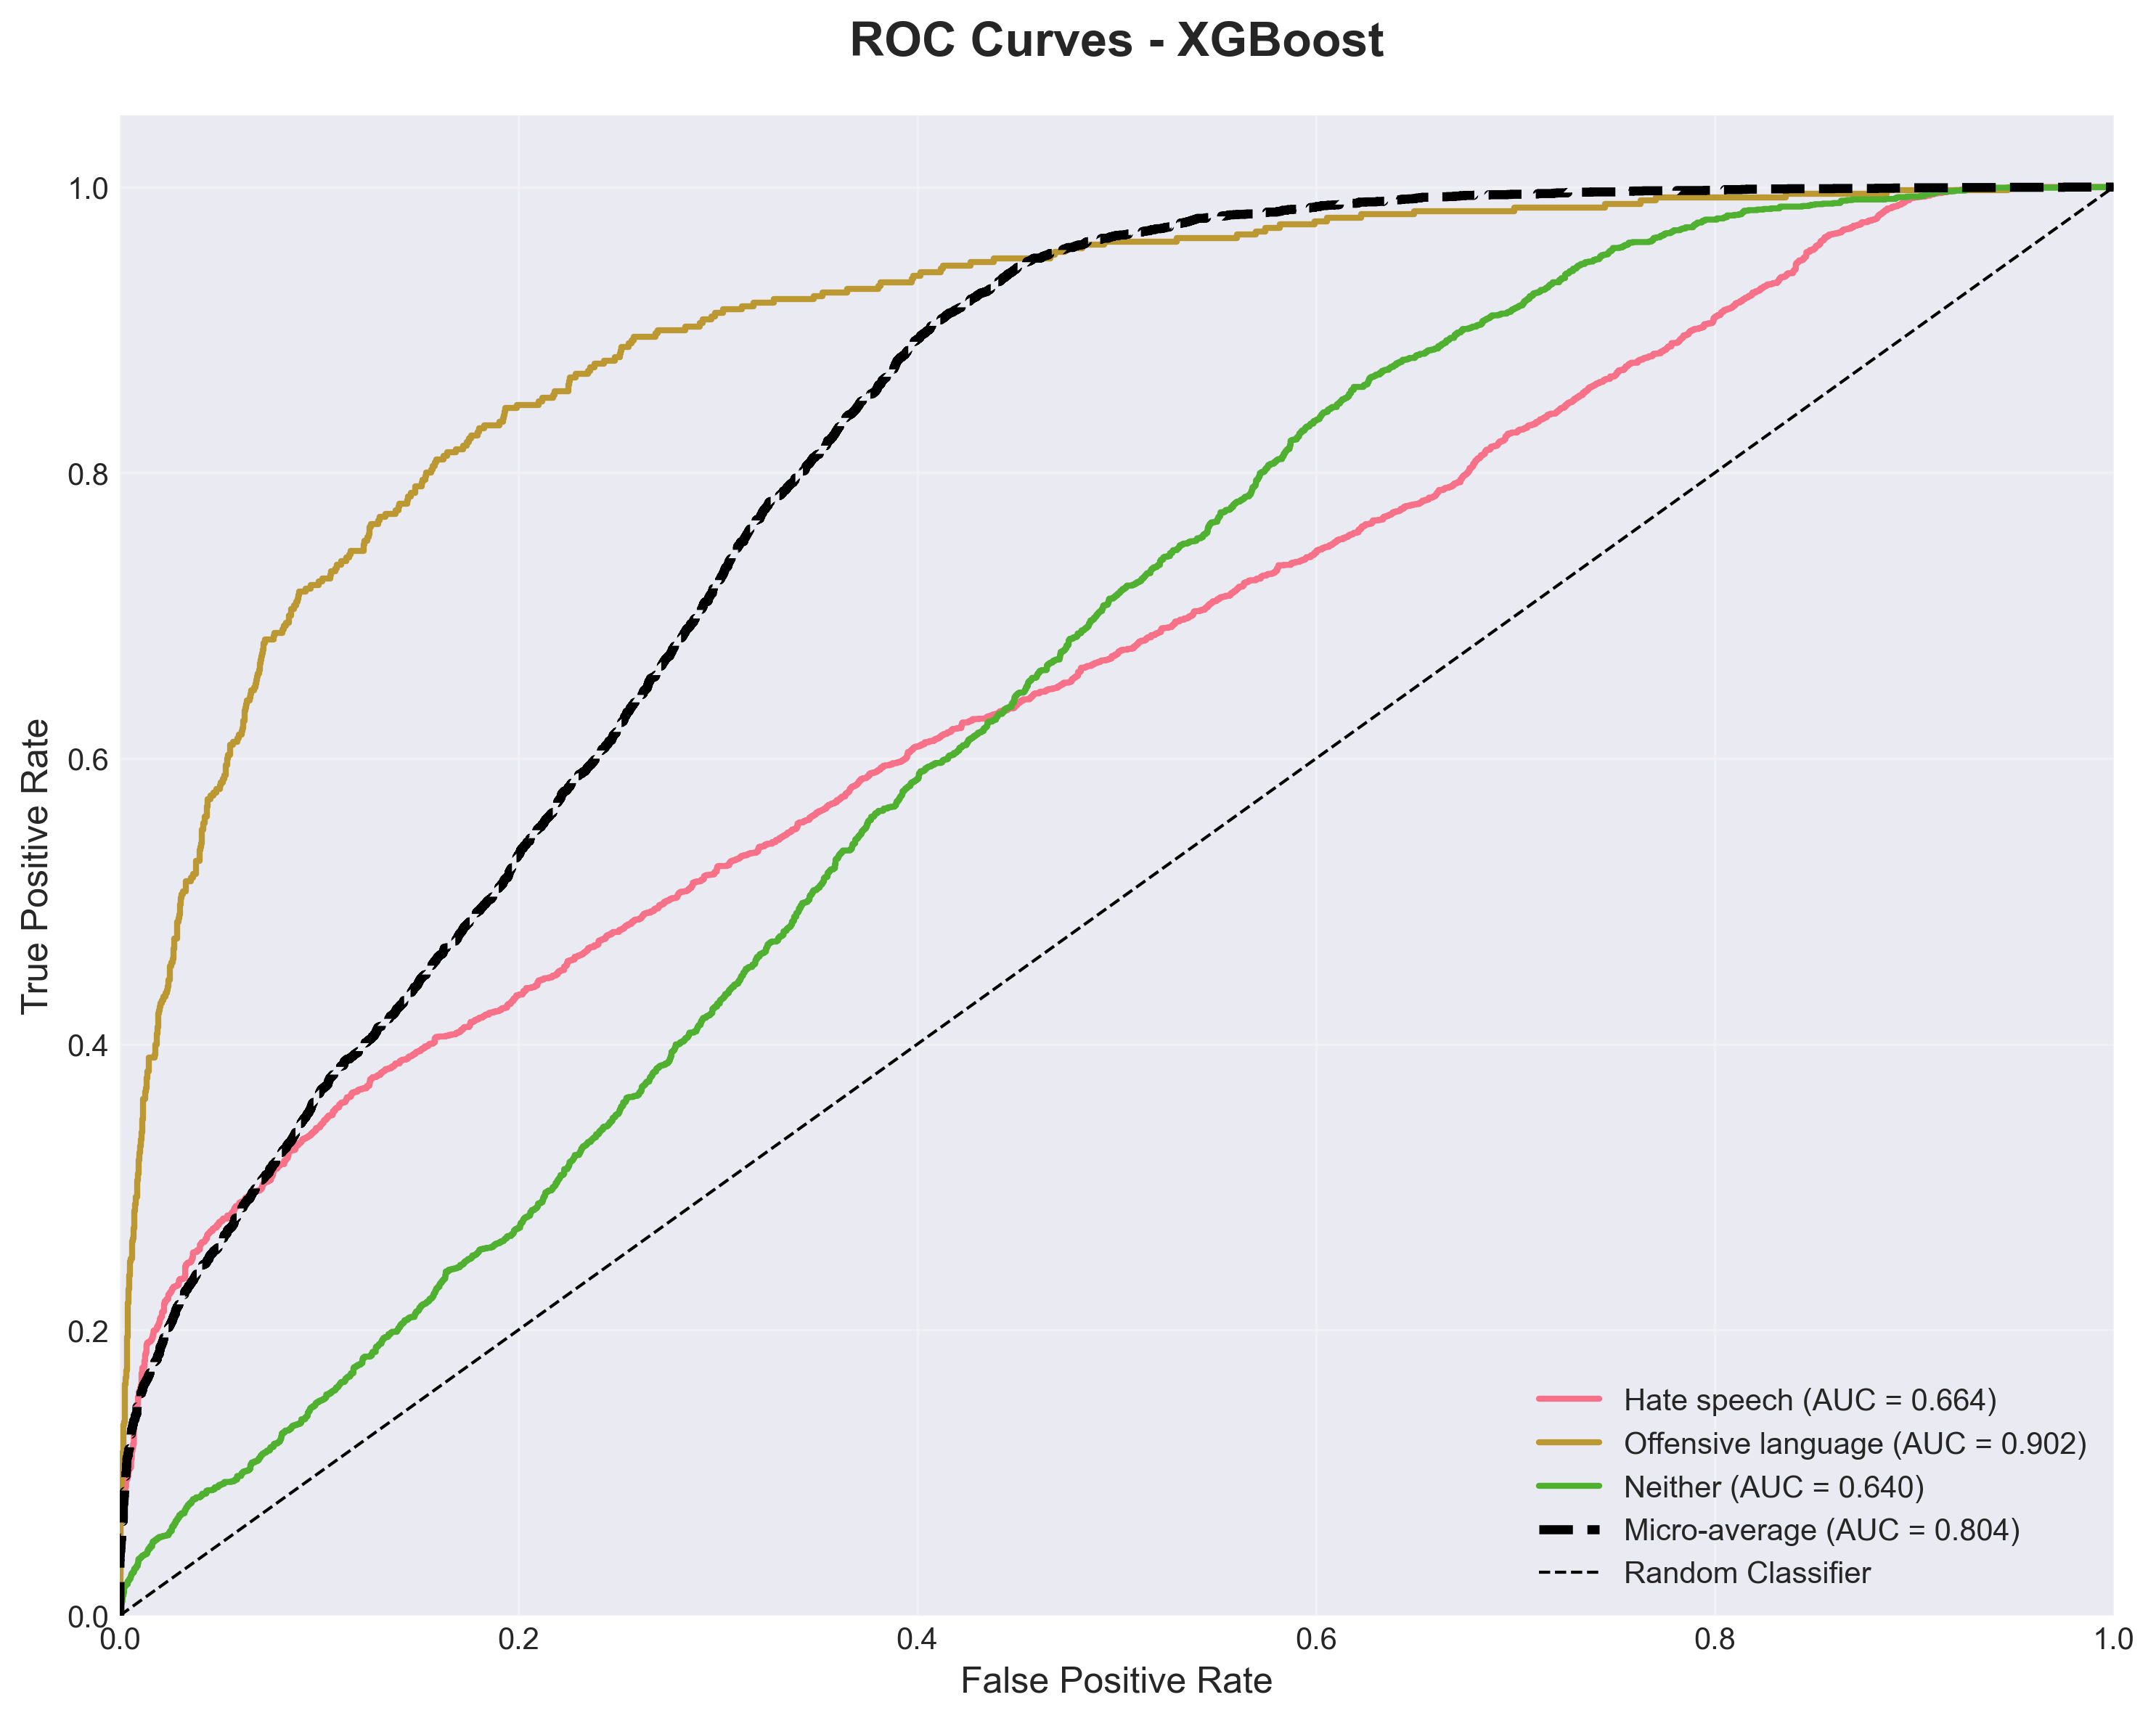 ROC Curves - XGBoost
True Positive Rate
1.0
0.8
0.6
0.4
0.2
0.0
0.0 0.2 0.4 0.6 0.8 1.0
False Positive Rate
Hate speech (AUC = 0.664)
Offensive language (AUC = 0.902)
Neither (AUC = 0.640)
Micro-average (AUC = 0.804)
Random Classifier